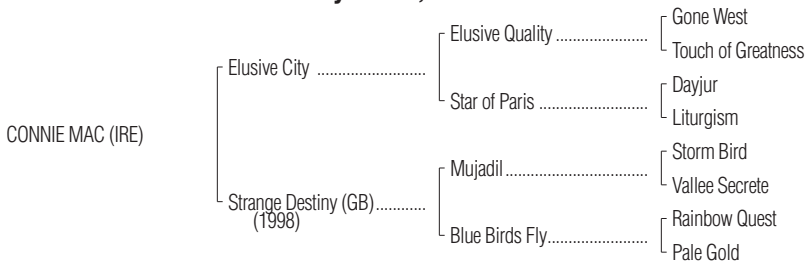 Gone West
Elusive Quality ......................
Touch of Greatness
Elusive City ..........................
Dayjur
Star of Paris ..........................
Liturgism
CONNIE MAC (IRE)
Storm Bird
Mujadil..................................
Vallee Secrete
Strange Destiny (GB)............
(1998)
Rainbow Quest
Blue Birds Fly........................
Pale Gold